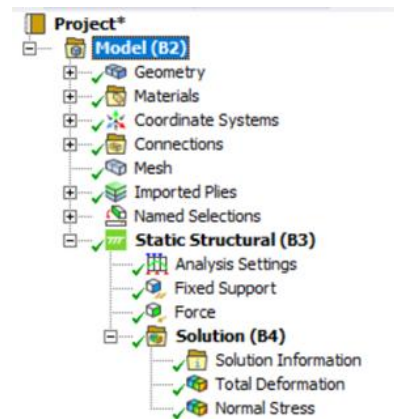 Project*
Model (B2)
Geometry
Materials
Coordinate Systems
Connections
Mesh
Imported Plies
Named Selections
Static Structural (B3)
Analysis Settings
Fixed Support
Force
Solution (B4)
Solution Information
Total Deformation
Normal Stress